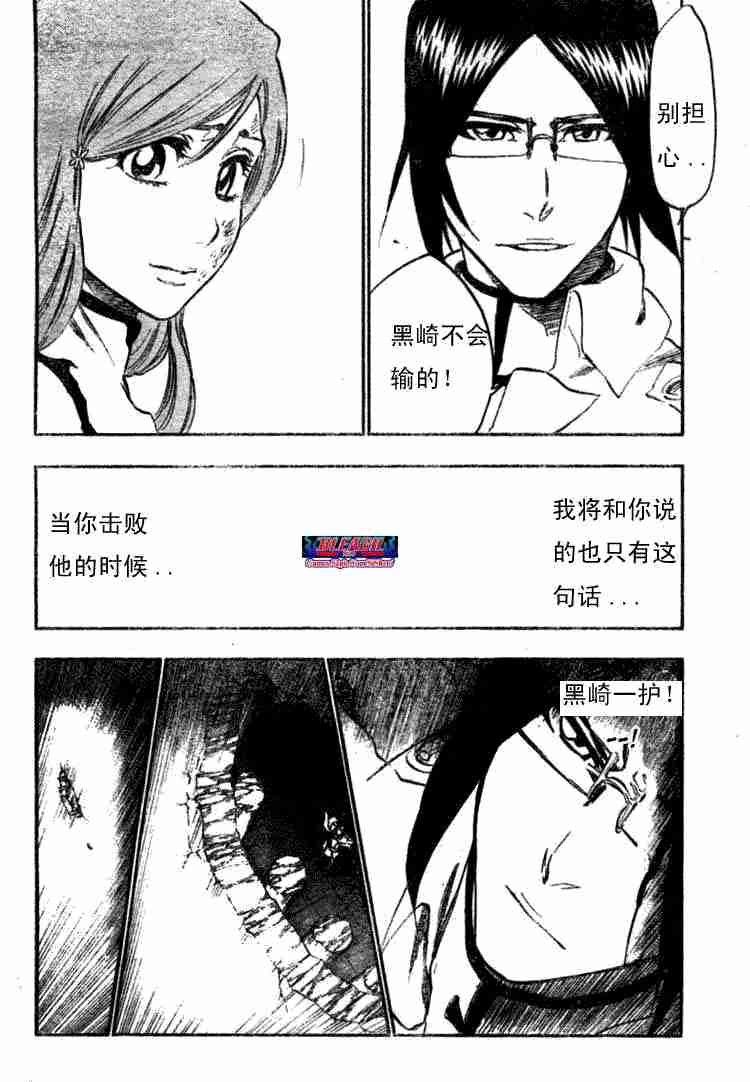 别担
心 . .
黑崎不会
输的！
我将和你说
的也只有这
句话 . . .
当你击败
他的时候 . .
BLEACH
黑崎一护！